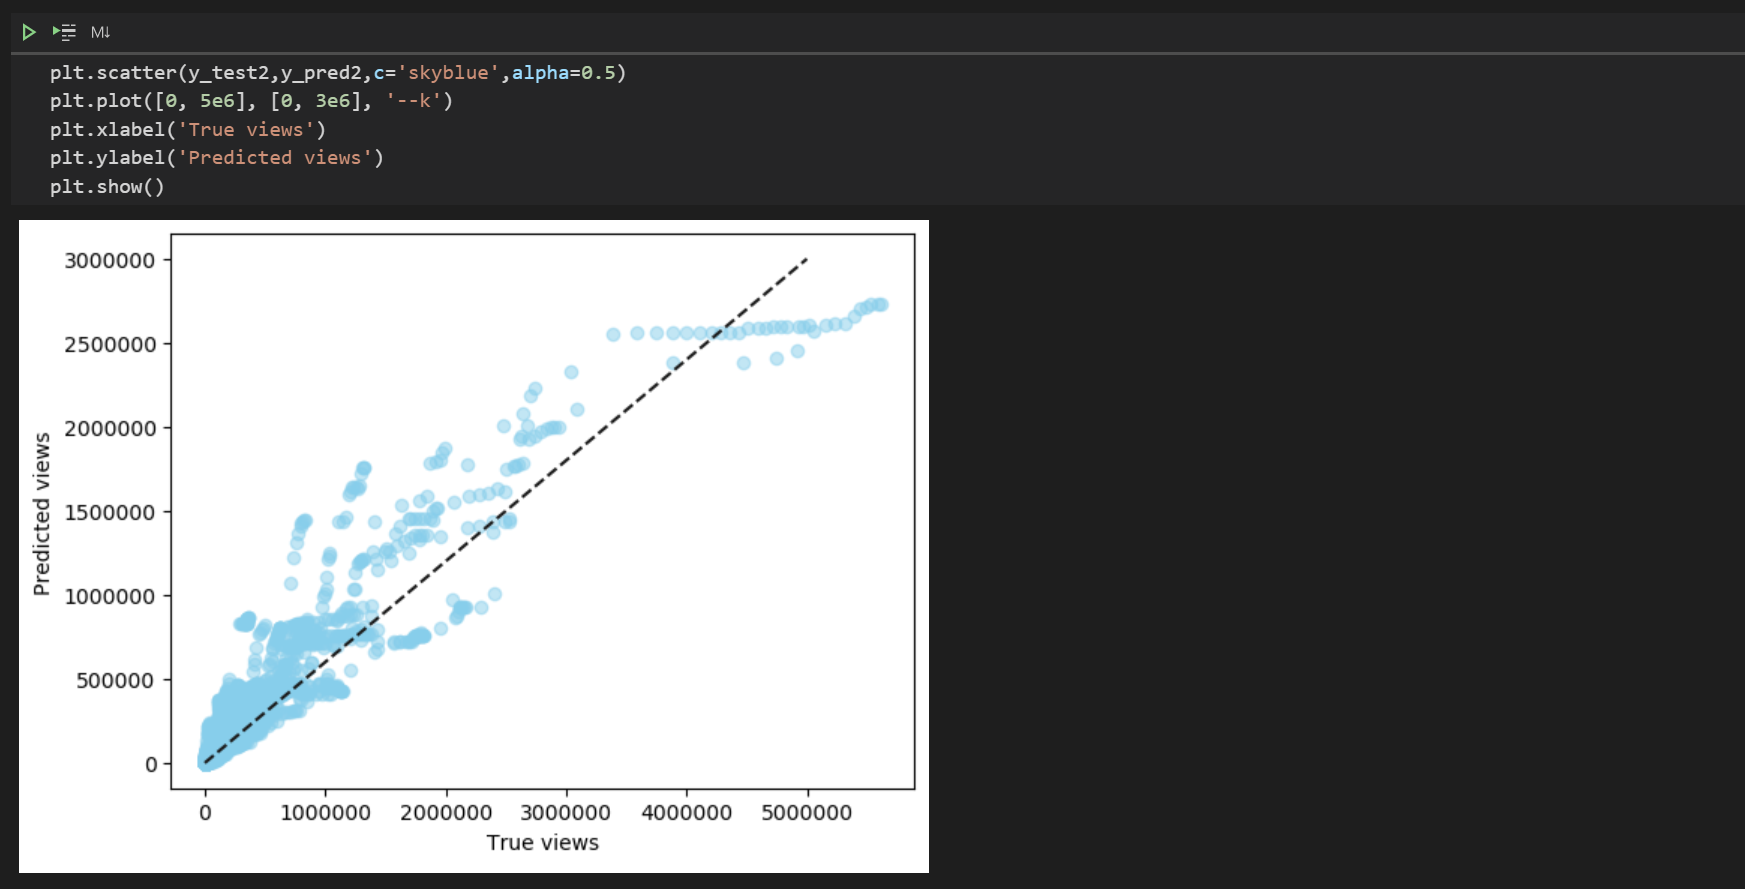 M↓
plt.scatter(y_test2,y_pred2,c='skyblue',alpha=0.5)
plt.plot([0, 5e6], [0, 3e6], '--k')
plt.xlabel('True views')
plt.ylabel('Predicted views')
plt.show()
3000000
2500000
2000000
1500000
1000000
500000
0
Predicted views
0 1000000 2000000 3000000 4000000 5000000
True views